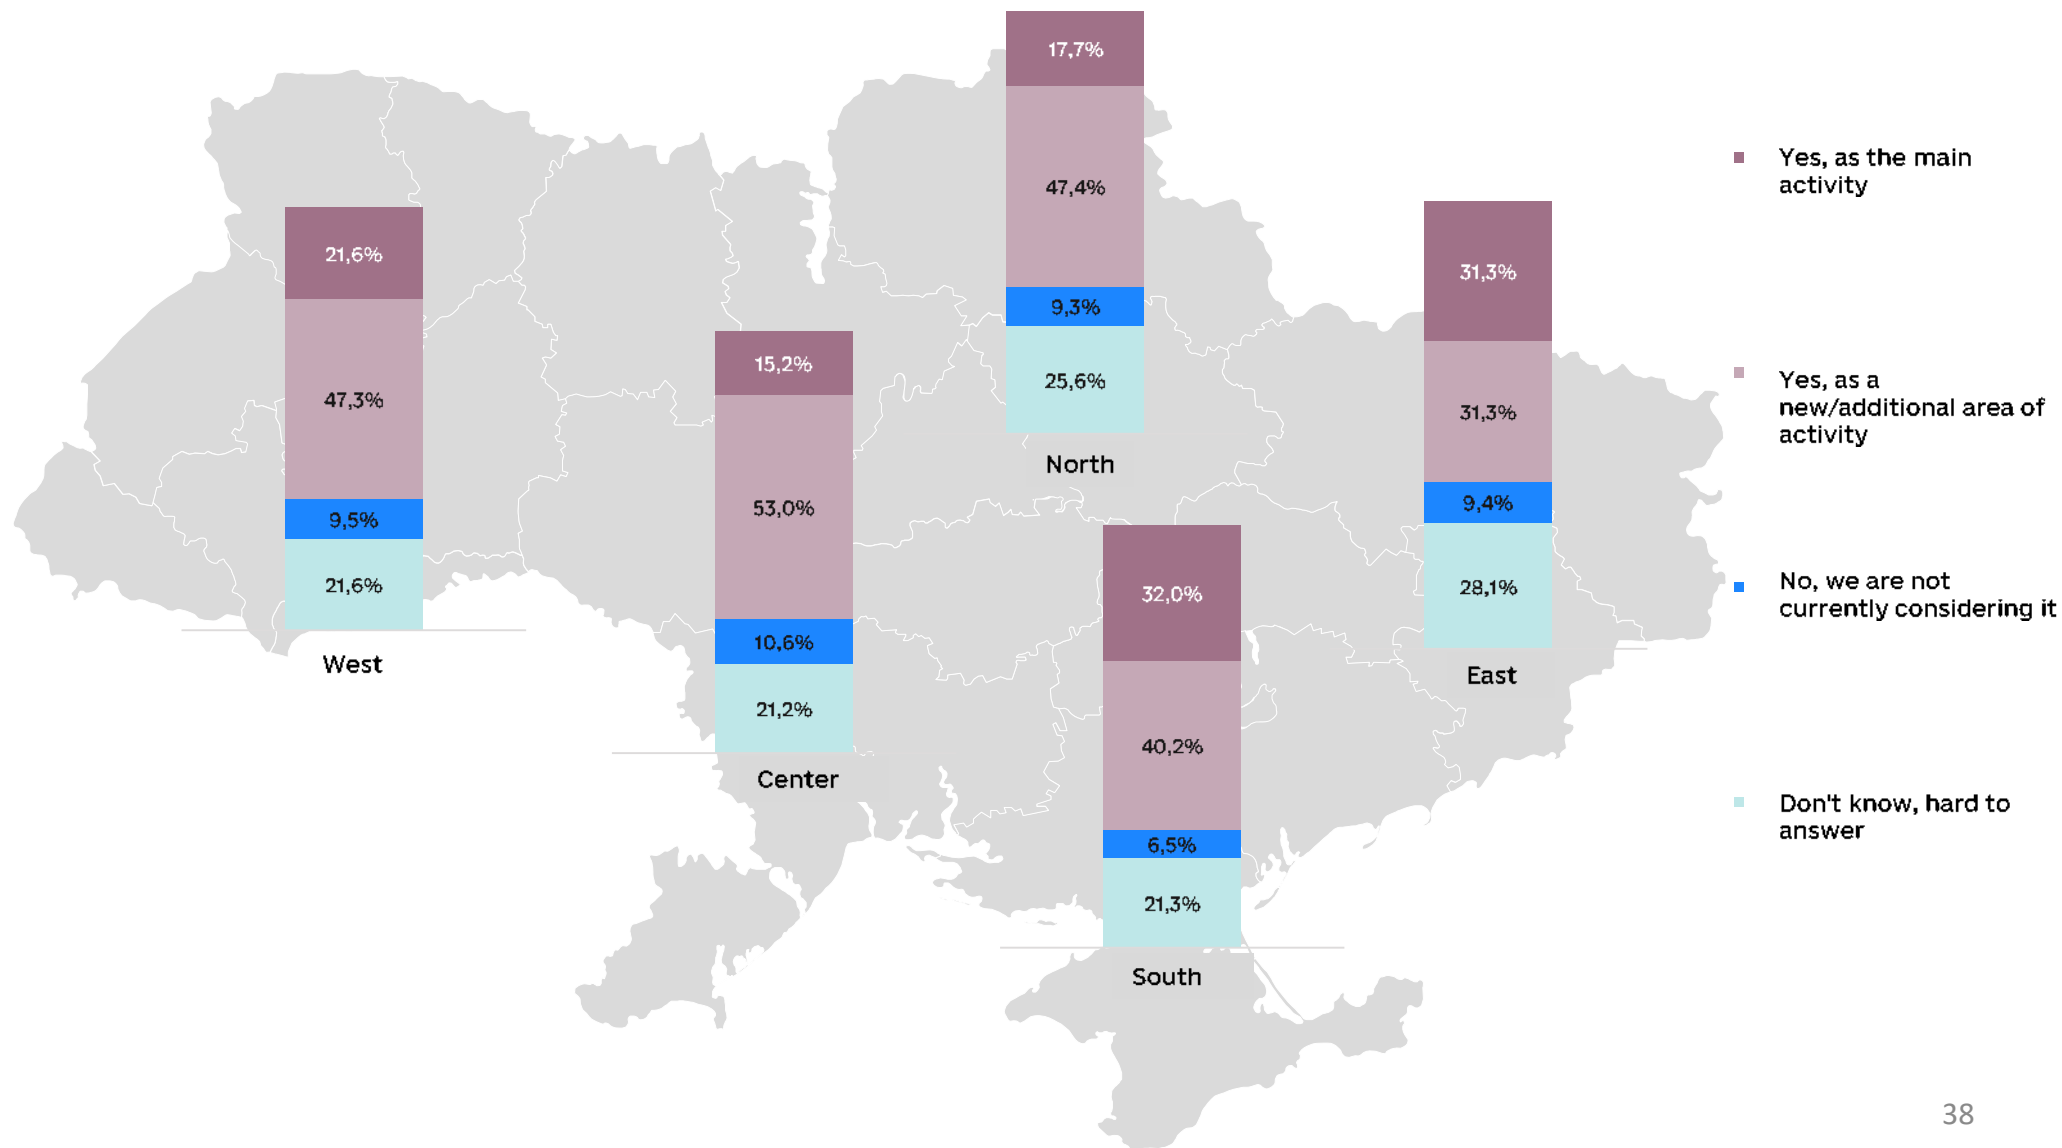 17,7%
47,4%
9,3%
25,6%
North
21,6%
47,3%
9,5%
21,6%
West
15,2%
53,0%
10,6%
21,2%
Center
32,0%
40,2%
6,5%
21,3%
South
31,3%
31,3%
9,4%
28,1%
East
Yes, as the main
activity
Yes, as a
new/additional area of
activity
No, we are not
currently considering it
Don't know, hard to
answer
38